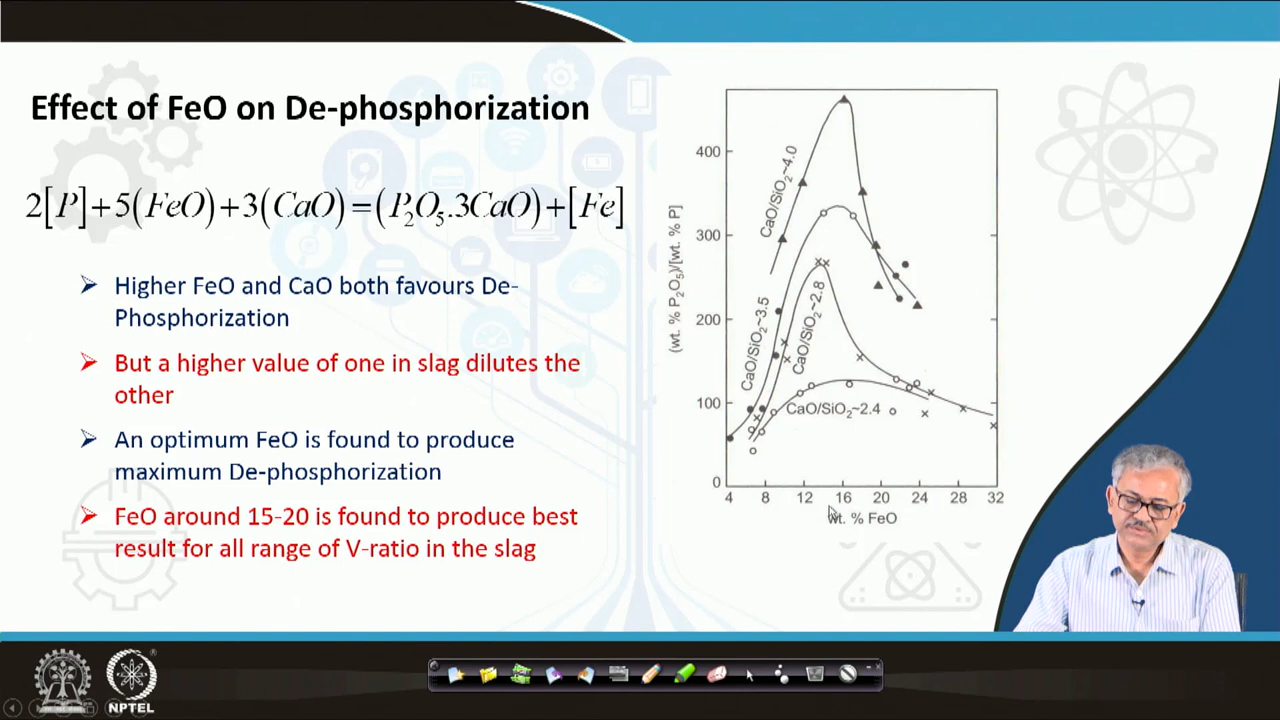 Effect of FeO on De-phosphorization
2[P]+5(FeO)+3(CaO)=(P₂O₅.3CaO)+[Fe]
Higher FeO and CaO both favours De-
Phosphorization
But a higher value of one in slag dilutes the
other
An optimum FeO is found to produce
maximum De-phosphorization
FeO around 15-20 is found to produce best
result for all range of V-ratio in the slag
(wt. % P₂O₅)/[wt. % P]
400
300
200
100
0
CaO/SiO₂~4.0
CaO/SiO₂~3.5
CaO/SiO₂~2.8
CaO/SiO₂~2.4
4 8 12 16 20 24 28 32
wt. % FeO
NPTEL